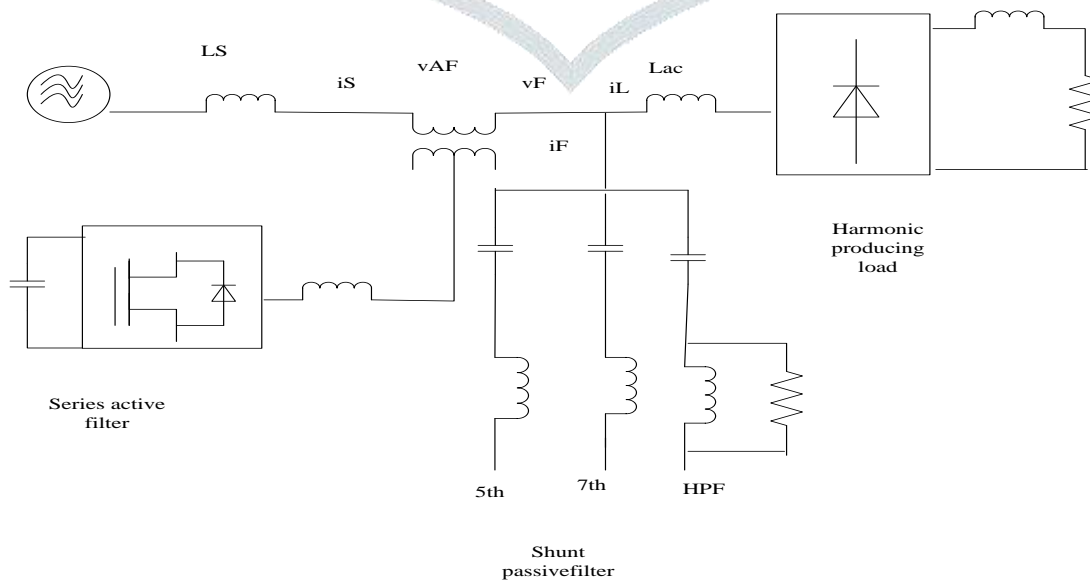 LS
iS
vAF
vF
iL
Lac
iF
Harmonic
producing
load
Series active
filter
5th
7th
HPF
Shunt
passivefilter